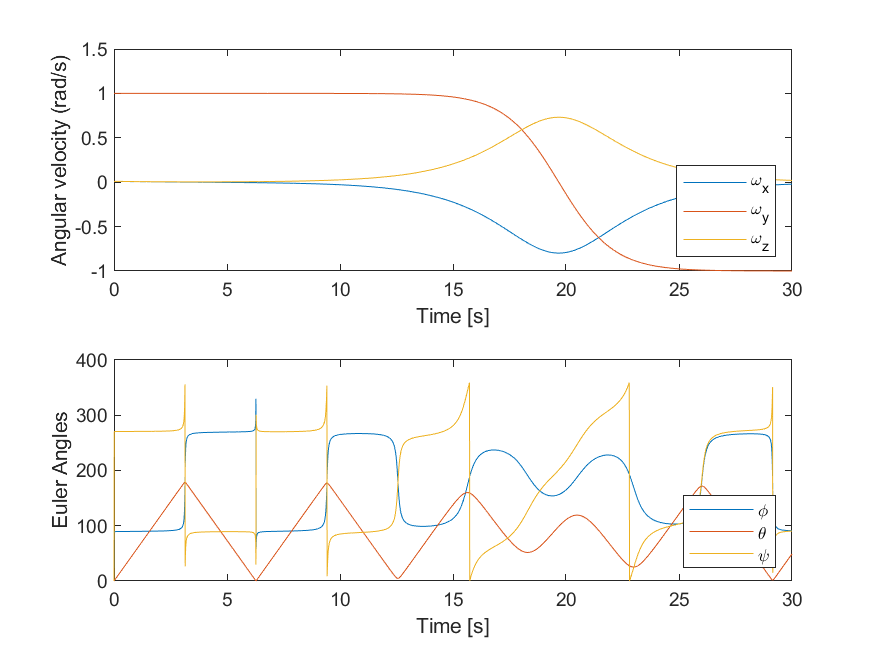 Angular velocity (rad/s)
1.5
1
0.5
0
-0.5
-1
0 5 10 15 20 25 30
Time [s]
ωx
ωy
ωz
Euler Angles
400
300
200
100
0
0 5 10 15 20 25 30
Time [s]
ϕ
θ
ψ